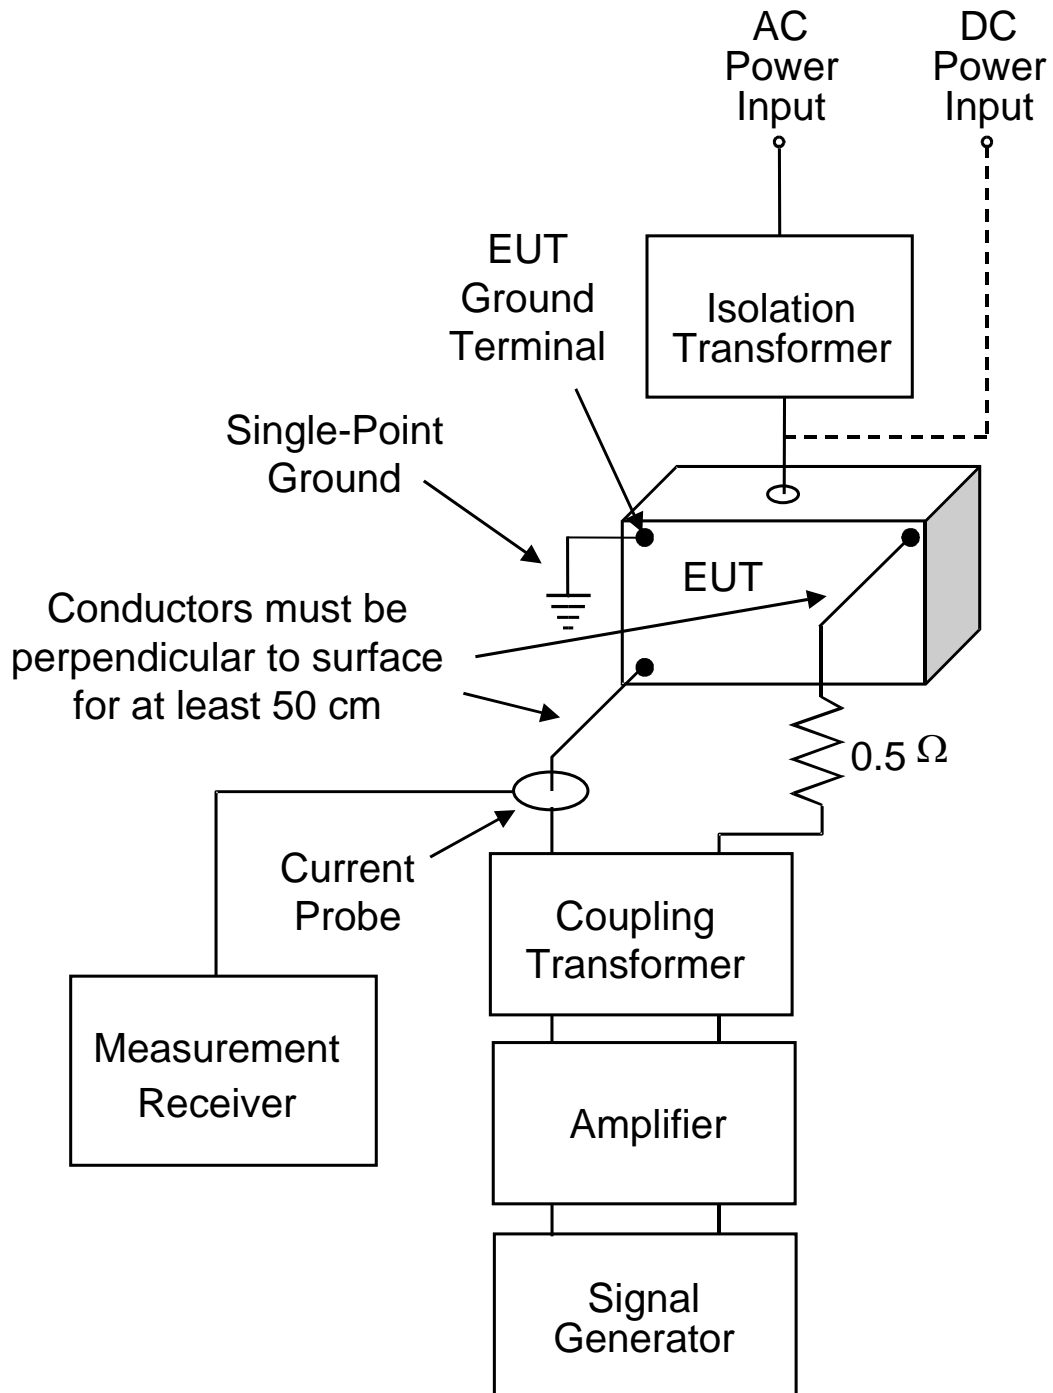 AC
Power
Input
DC
Power
Input
EUT
Ground
Terminal
Isolation
Transformer
Single-Point
Ground
EUT
Conductors must be
perpendicular to surface
for at least 50 cm
0.5 Ω
Current
Probe
Coupling
Transformer
Measurement
Receiver
Amplifier
Signal
Generator